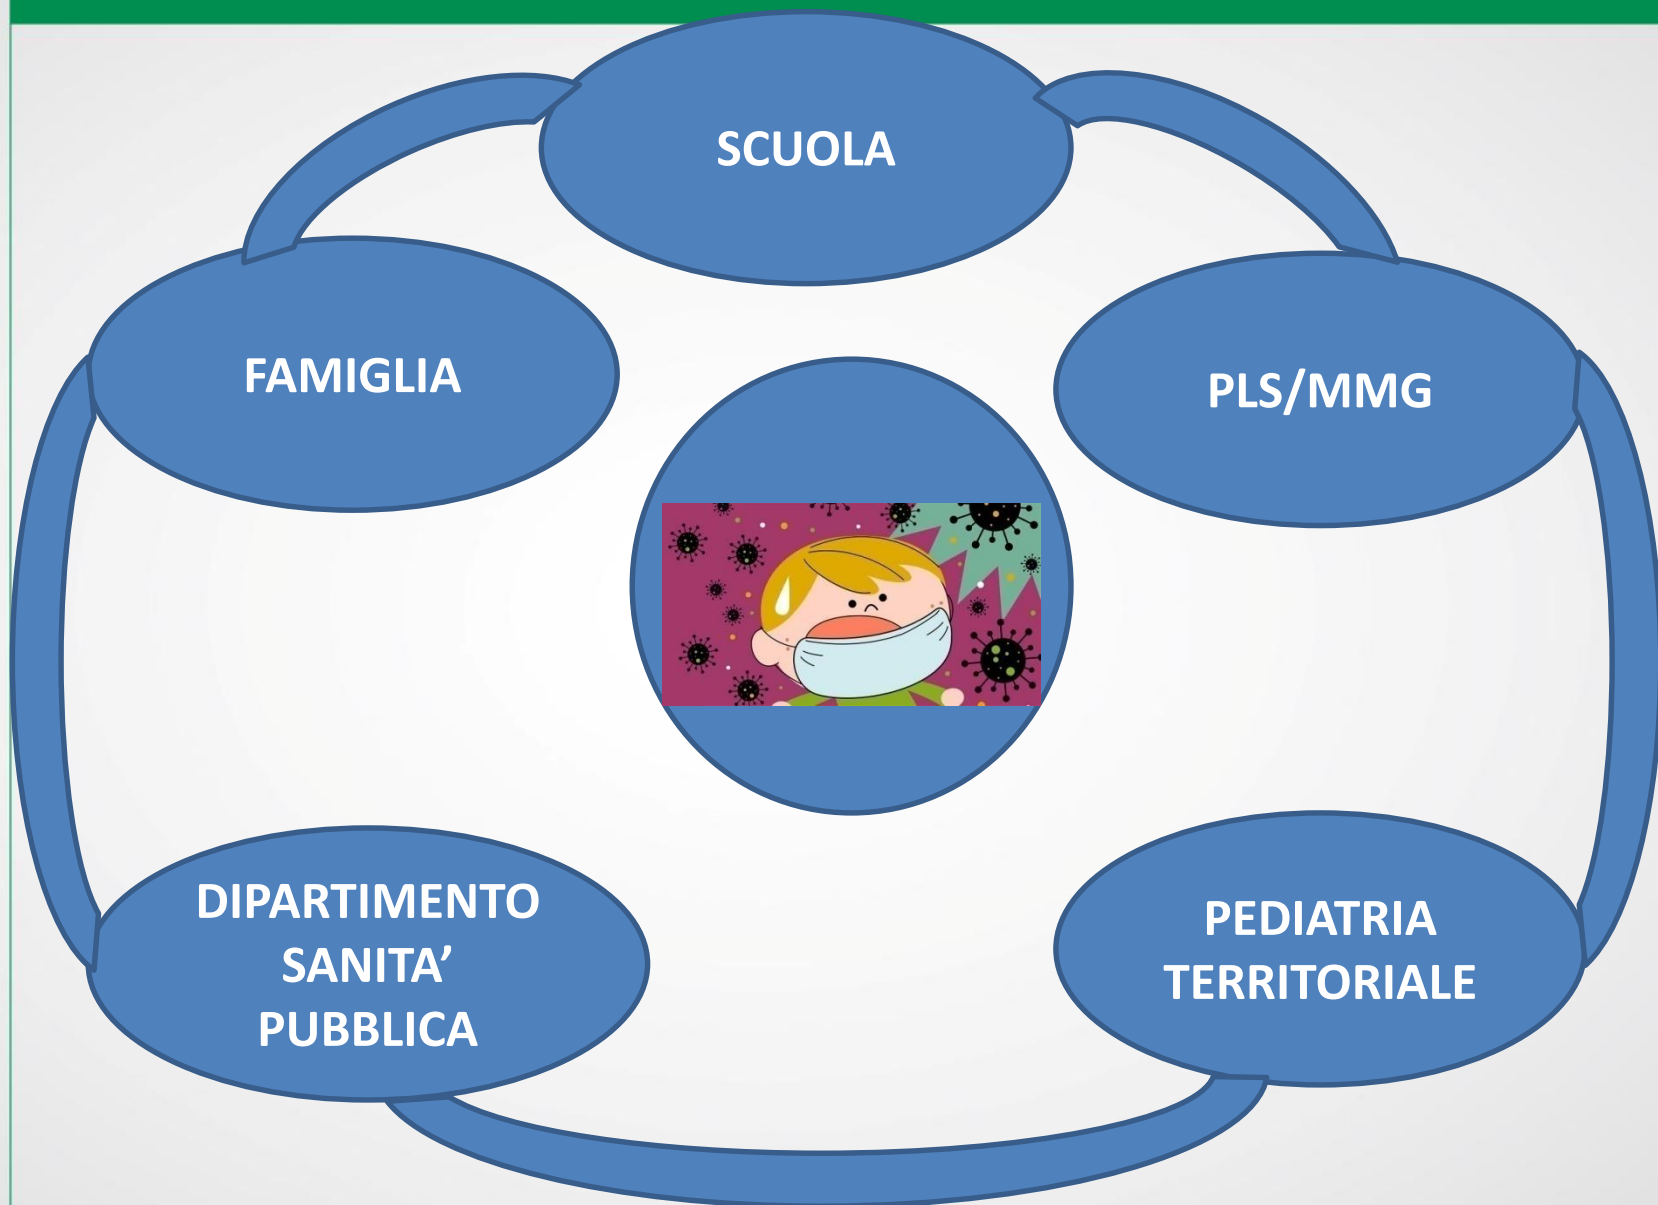 SCUOLA
FAMIGLIA
PLS/MMG
DIPARTIMENTO
SANITA’
PUBBLICA
PEDIATRIA
TERRITORIALE